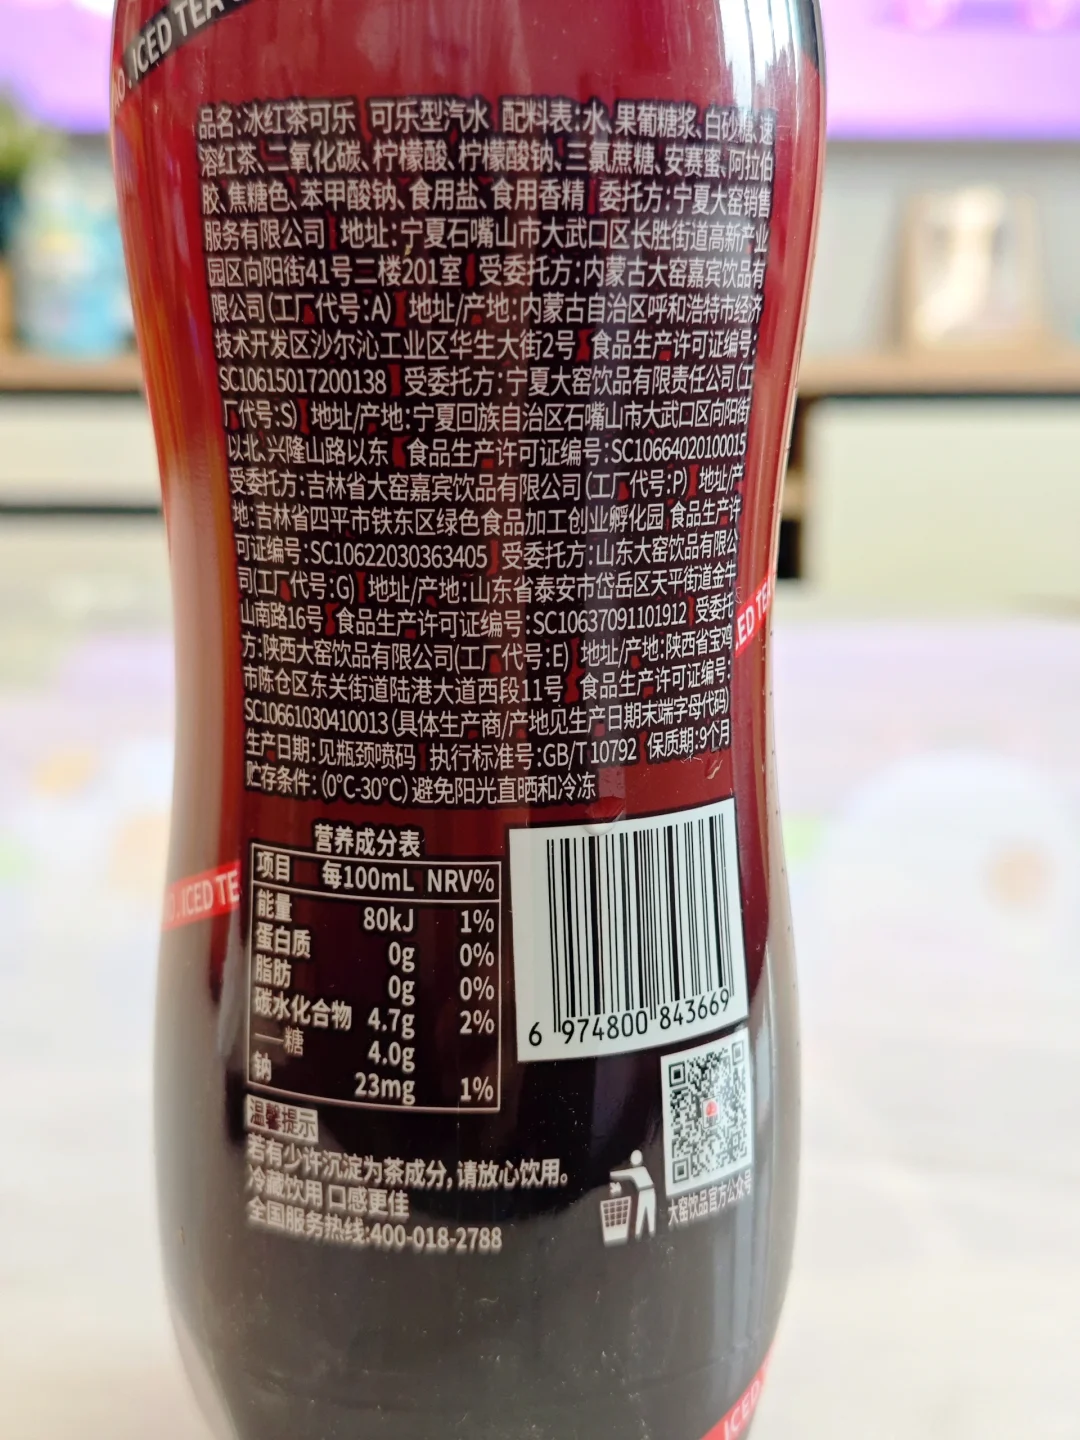 ICED TEA
品名:冰红茶可乐 可乐型汽水 配料表:水、果葡糖浆、白砂糖、速
溶红茶、二氧化碳、柠檬酸、柠檬酸钠、三氯蔗糖、安赛蜜、阿拉伯
胶、焦糖色、苯甲酸钠、食用盐、食用香精 委托方:宁夏大窑销售
服务有限公司 地址:宁夏石嘴山市大武口区长胜街道高新产业
园区向阳街41号二楼201室 受委托方:内蒙古大窑嘉宾饮品有
限公司(工厂代号:A) 地址/产地:内蒙古自治区呼和浩特市经济
技术开发区沙尔沁工业区华生大街2号 食品生产许可证编号:
SC10615017200138 受委托方:宁夏大窑饮品有限责任公司(工
厂代号:S) 地址/产地:宁夏回族自治区石嘴山市大武口区向阳街
以北、兴隆山路以东 食品生产许可证编号:SC10664020100015
受委托方:吉林省大窑嘉宾饮品有限公司(工厂代号:P) 地址/产
地:吉林省四平市铁东区绿色食品加工创业孵化园 食品生产许
可证编号:SC10622030363405 受委托方:山东大窑饮品有限公
司(工厂代号:G) 地址/产地:山东省泰安市岱岳区天平街道金牛
山南路16号 食品生产许可证编号:SC10637091101912 受委托
方:陕西大窑饮品有限公司(工厂代号:E) 地址/产地:陕西省宝鸡
市陈仓区东关街道陆港大道西段11号 食品生产许可证编号:
SC10661030410013(具体生产商/产地见生产日期末端字母代码)
生产日期:见瓶颈喷码 执行标准号:GB/T 10792 保质期:9个月
贮存条件:(0℃-30℃)避免阳光直晒和冷冻
营养成分表
项目 每100mL NRV%
能量 80kJ 1%
蛋白质 0g 0%
脂肪 0g 0%
碳水化合物 4.7g 2%
——糖 4.0g
钠 23mg 1%
6 974800 843669
温馨提示
若有少许沉淀为茶成分,请放心饮用。
冷藏饮用 口感更佳
全国服务热线:400-018-2788
大窑饮品官方公众号
ICED TE
ED TEA
ICED